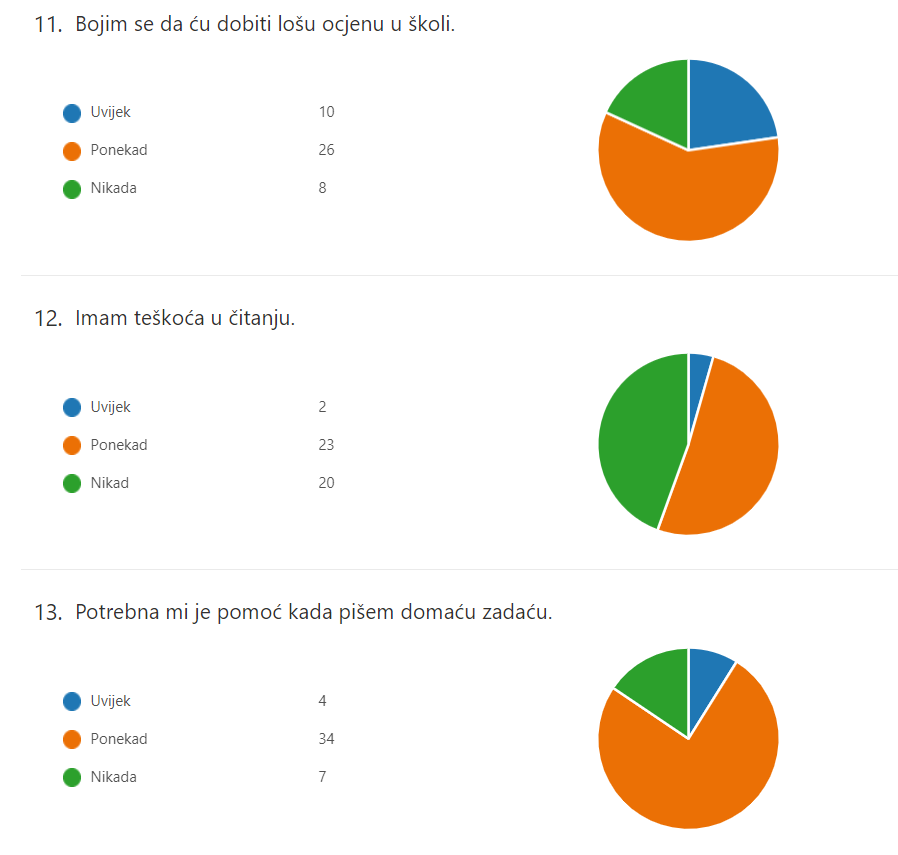 11. Bojim se da ću dobiti lošu ocjenu u školi.
Uvijek 10
Ponekad 26
Nikada 8
12. Imam teškoća u čitanju.
Uvijek 2
Ponekad 23
Nikad 20
13. Potrebna mi je pomoć kada pišem domaću zadaću.
Uvijek 4
Ponekad 34
Nikada 7